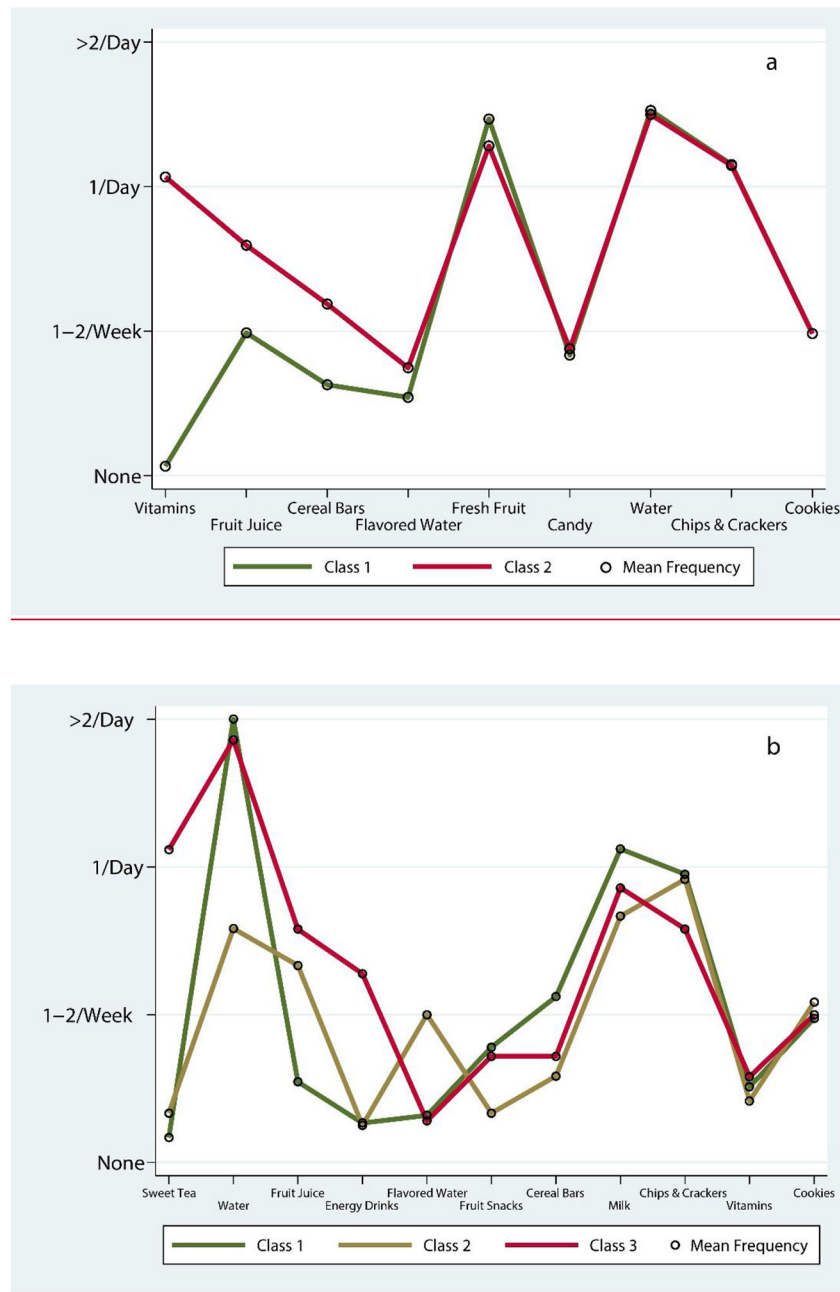 >2/Day
a
1/Day
1−2/Week
None
Vitamins Cereal Bars Fresh Fruit Water Cookies
Fruit Juice Flavored Water Candy Chips & Crackers
Class 1 Class 2 Mean Frequency
>2/Day
b
1/Day
1−2/Week
None
Sweet Tea Fruit Juice Flavored Water Cereal Bars Chips & Crackers Cookies
Water Energy Drinks Fruit Snacks Milk Vitamins
Class 1 Class 2 Class 3 Mean Frequency